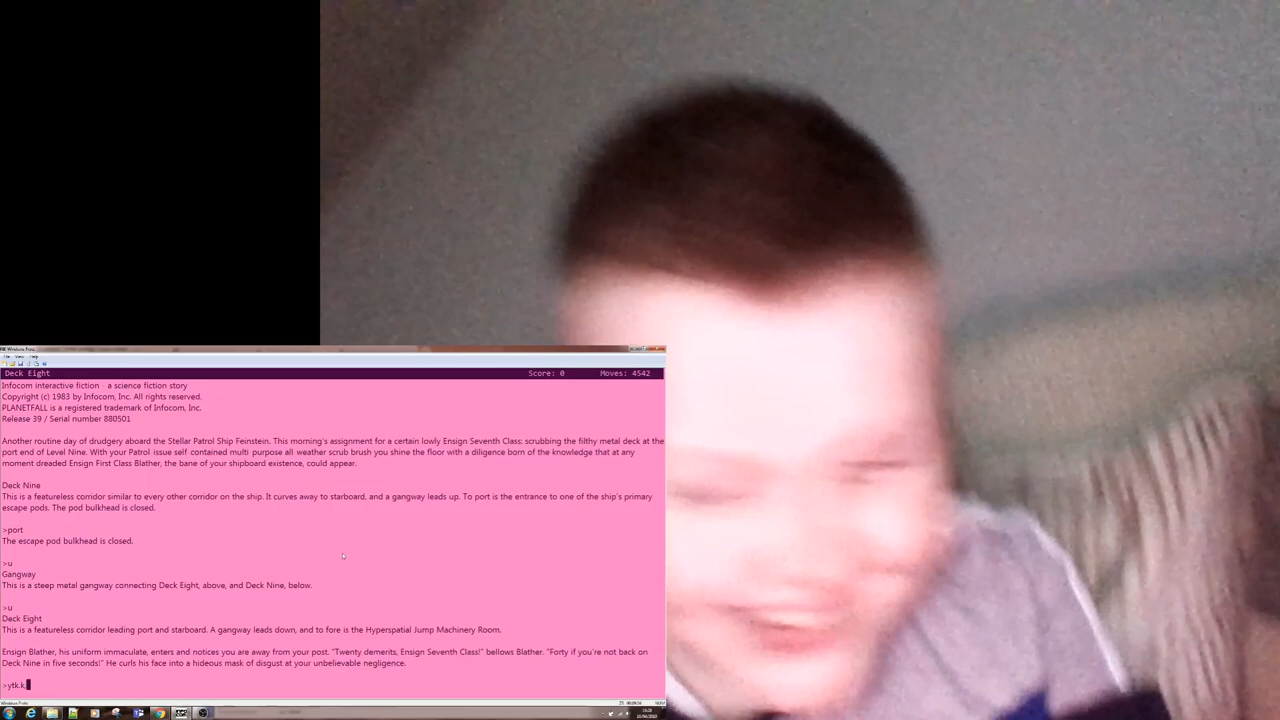 Windows Frotz
File View Help
Deck Eight Score: 0 Moves: 4542
Infocom interactive fiction - a science fiction story
Copyright (c) 1983 by Infocom, Inc. All rights reserved.
PLANETFALL is a registered trademark of Infocom, Inc.
Release 39 / Serial number 880501
Another routine day of drudgery aboard the Stellar Patrol Ship Feinstein. This morning's assignment for a certain lowly Ensign Seventh Class: scrubbing the filthy metal deck at the
port end of Level Nine. With your Patrol issue self contained multi purpose all weather scrub brush you shine the floor with a diligence born of the knowledge that at any
moment dreaded Ensign First Class Blather, the bane of your shipboard existence, could appear.
Deck Nine
This is a featureless corridor similar to every other corridor on the ship. It curves away to starboard, and a gangway leads up. To port is the entrance to one of the ship's primary
escape pods. The pod bulkhead is closed.
>port
The escape pod bulkhead is closed.
>u
Gangway
This is a steep metal gangway connecting Deck Eight, above, and Deck Nine, below.
>u
Deck Eight
This is a featureless corridor leading port and starboard. A gangway leads down, and to fore is the Hyperspatial Jump Machinery Room.
Ensign Blather, his uniform immaculate, enters and notices you are away from your post. "Twenty demerits, Ensign Seventh Class!" bellows Blather. "Forty if you're not back on
Deck Nine in five seconds!" He curls his face into a hideous mask of disgust at your unbelievable negligence.
>ytk.k,
Windows Frotz